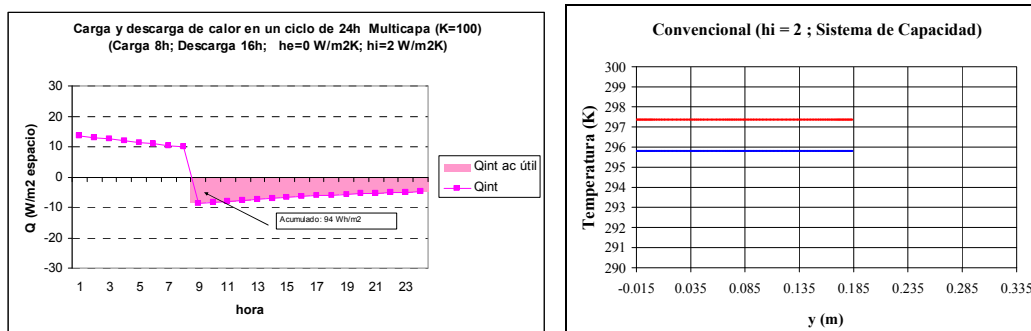 Carga y descarga de calor en un ciclo de 24h Multicapa (K=100)
(Carga 8h; Descarga 16h; he=0 W/m2K; hi=2 W/m2K)
Q (W/m2 espacio)
30
20
10
0
-10
-20
-30
Acumulado: 94 Wh/m2
1 3 5 7 9 11 13 15 17 19 21 23
hora
Qint ac útil
Qint
Convencional (hi = 2 ; Sistema de Capacidad)
Temperatura (K)
300
299
298
297
296
295
294
293
292
291
290
-0.015 0.035 0.085 0.135 0.185 0.235 0.285 0.335
y (m)